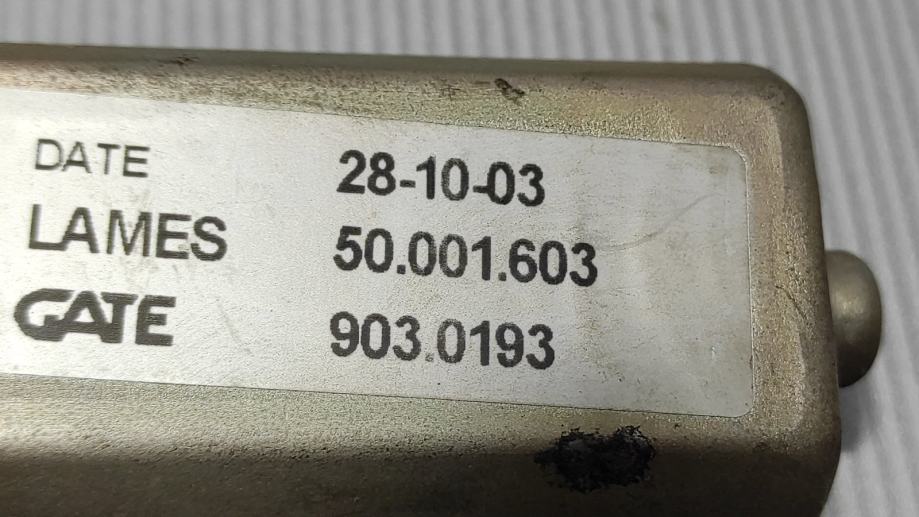 DATE 28-10-03
LAMES 50.001.603
GATE 903.0193